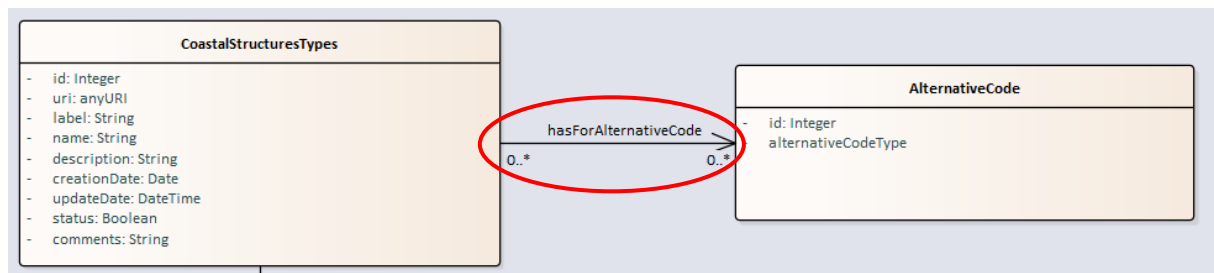 CoastalStructuresTypes
- id: Integer
- uri: anyURI
- label: String
- name: String
- description: String
- creationDate: Date
- updateDate: DateTime
- status: Boolean
- comments: String
hasForAlternativeCode
0..* 0..*
AlternativeCode
- id: Integer
- alternativeCodeType